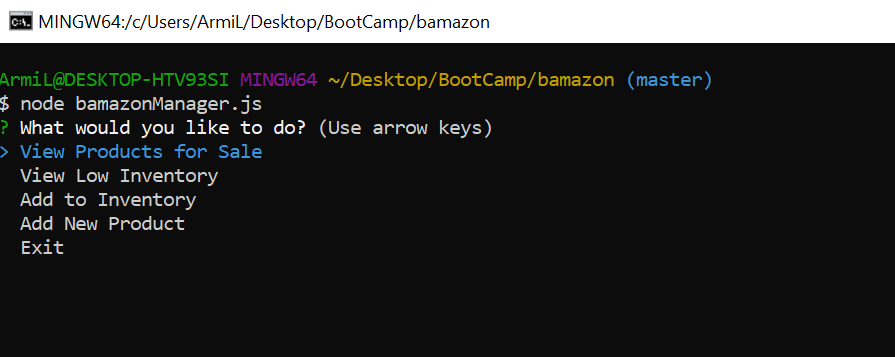 MINGW64:/c/Users/ArmiL/Desktop/BootCamp/bamazon
ArmiL@DESKTOP-HTV93SI MINGW64 ~/Desktop/BootCamp/bamazon (master)
$ node bamazonManager.js
? What would you like to do? (Use arrow keys)
> View Products for Sale
  View Low Inventory
  Add to Inventory
  Add New Product
  Exit